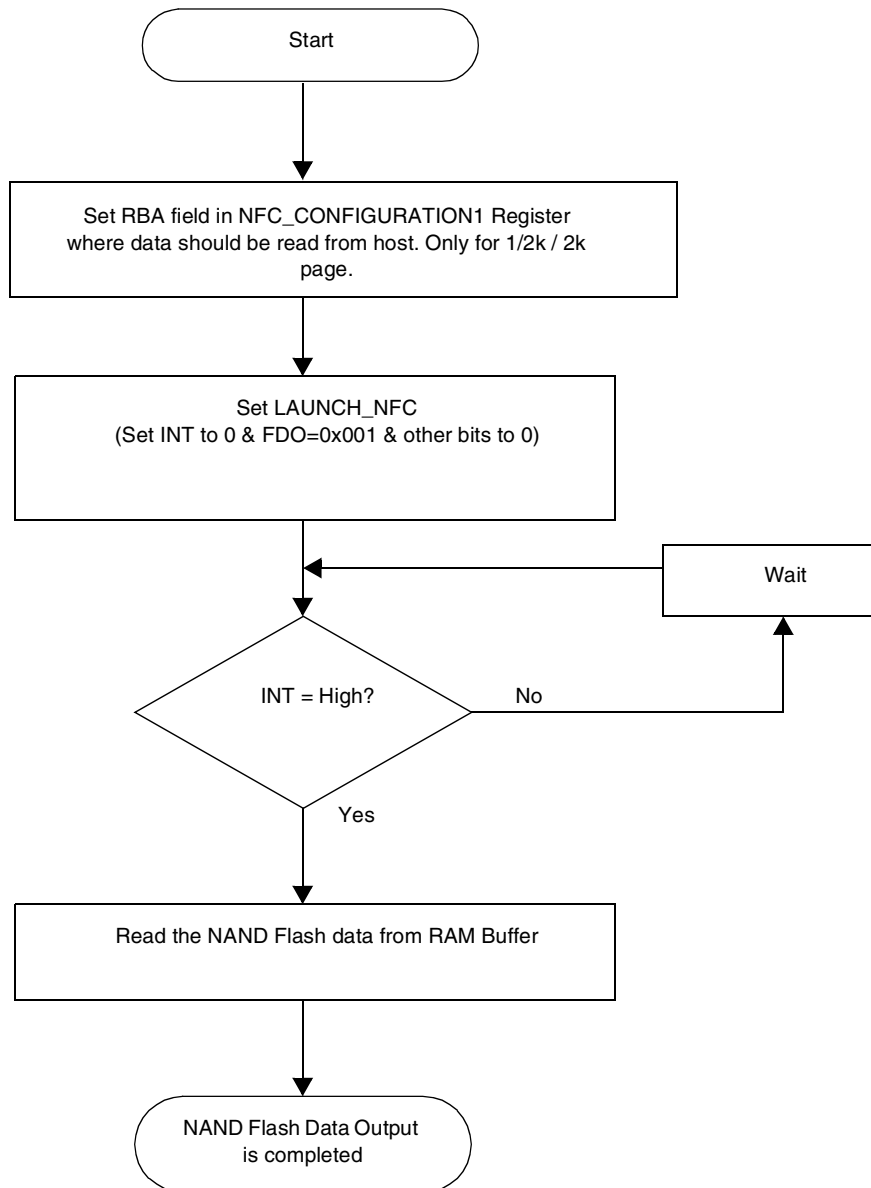 Start
Set RBA field in NFC_CONFIGURATION1 Register
where data should be read from host. Only for 1/2k / 2k
page.
Set LAUNCH_NFC
(Set INT to 0 & FDO=0x001 & other bits to 0)
Wait
INT = High?
No
Yes
Read the NAND Flash data from RAM Buffer
NAND Flash Data Output
is completed